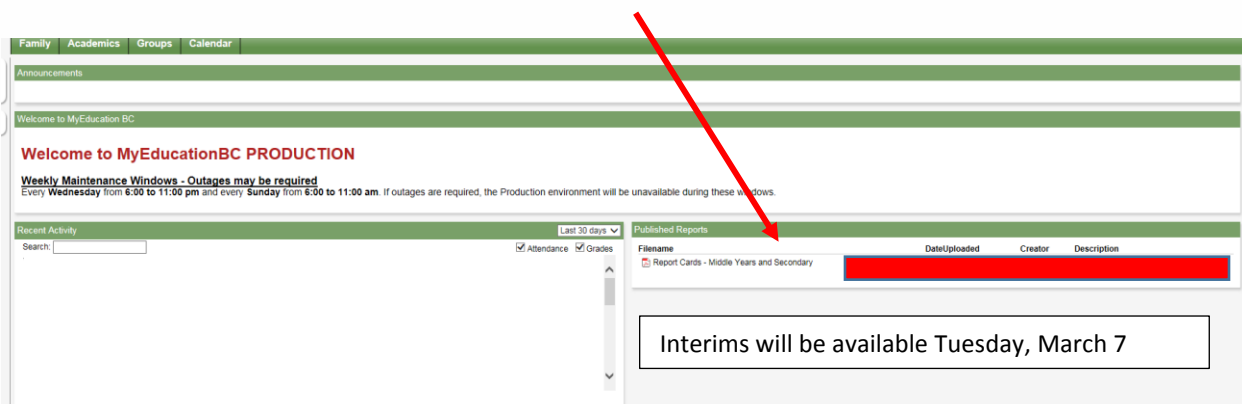 Family Academics Groups Calendar
Announcements
Welcome to MyEducation BC
Welcome to MyEducationBC PRODUCTION
Weekly Maintenance Windows - Outages may be required
Every Wednesday from 6:00 to 11:00 pm and every Sunday from 6:00 to 11:00 am. If outages are required, the Production environment will be unavailable during these windows.
Recent Activity Last 30 days
Search: Attendance Grades
Published Reports
Filename DateUploaded Creator Description
Report Cards - Middle Years and Secondary
Interims will be available Tuesday, March 7